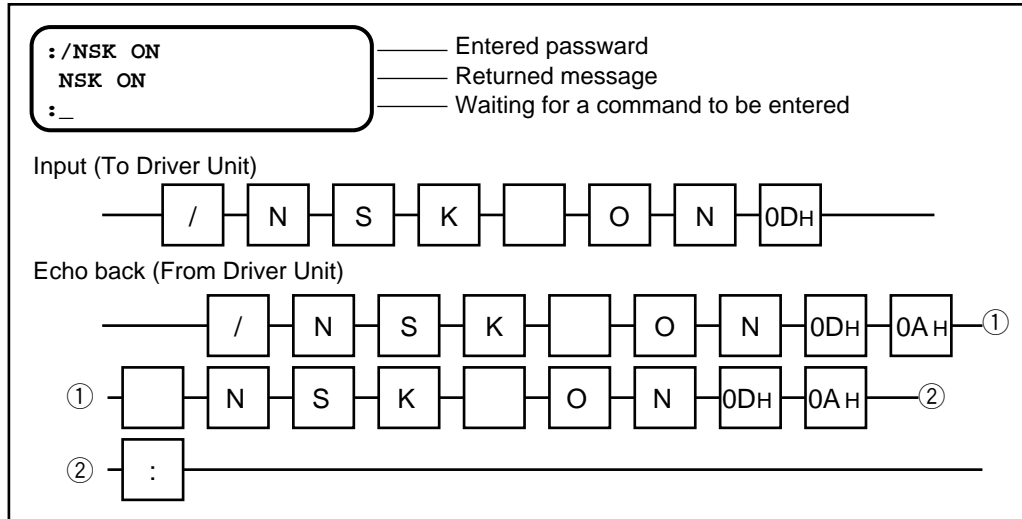 :/NSK ON
NSK ON
:_
Entered passward
Returned message
Waiting for a command to be entered
Input (To Driver Unit)
/ N S K O N 0DH
Echo back (From Driver Unit)
/ N S K O N 0DH 0AH ①
① N S K O N 0DH 0AH ②
② :